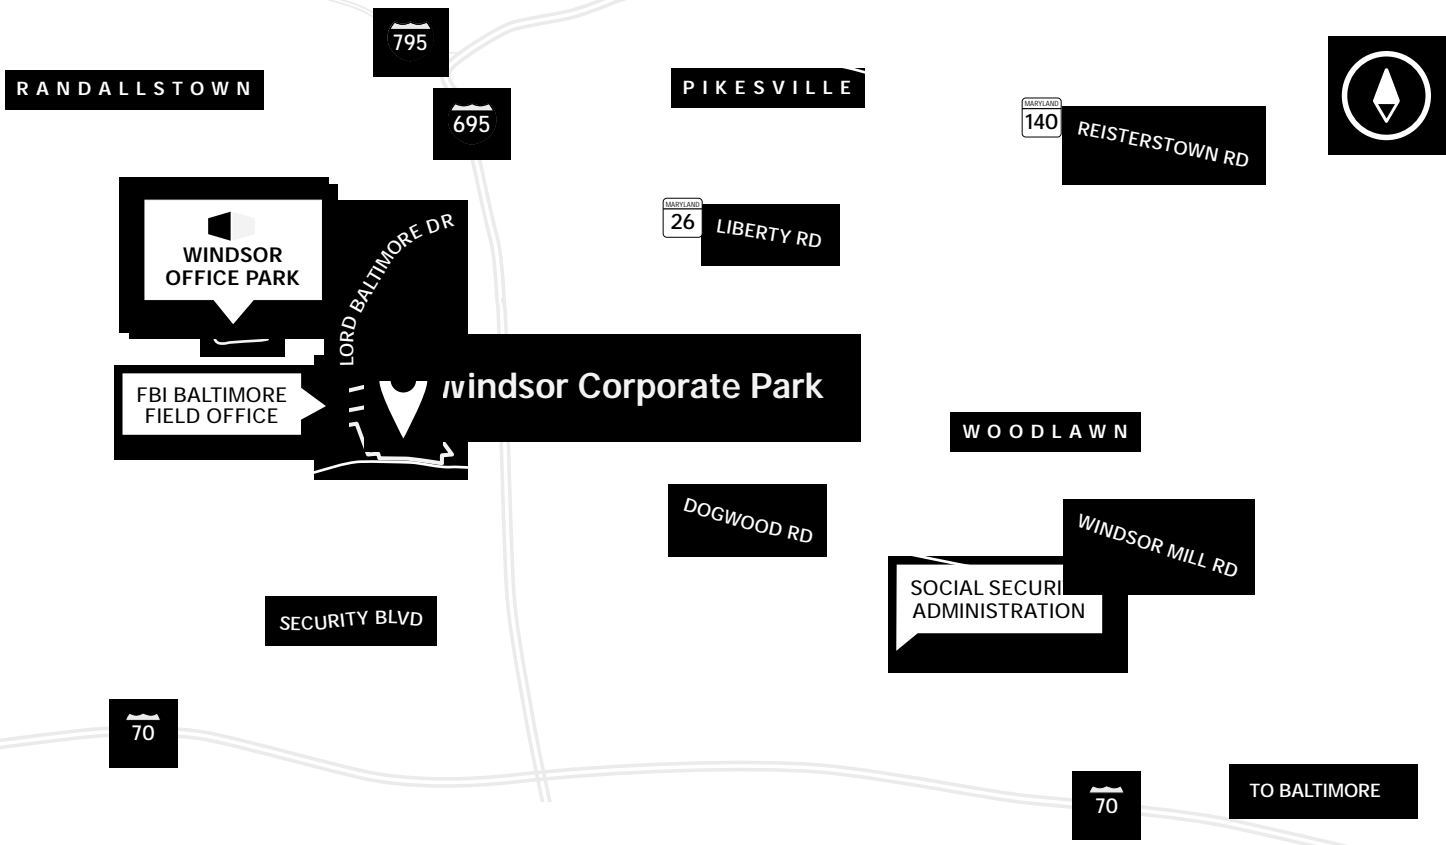 795
RANDALLSTOWN
PIKESVILLE
695
MARYLAND
140
REISTERSTOWN RD
MARYLAND
26
LIBERTY RD
WINDSOR
OFFICE PARK
LORD BALTIMORE DR
Windsor Corporate Park
FBI BALTIMORE
FIELD OFFICE
WOODLAWN
DOGWOOD RD
WINDSOR MILL RD
SOCIAL SECURI
ADMINISTRATION
SECURITY BLVD
70
70
TO BALTIMORE